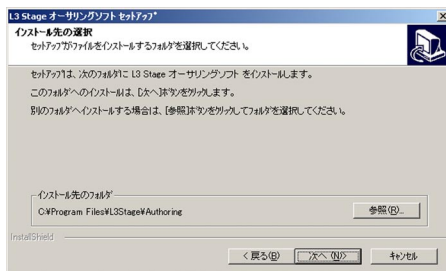 L3 Stage オーサリングソフト セットアップ
インストール先の選択
セットアップがファイルをインストールするフォルダを選択してください。
セットアップは、次のフォルダに L3 Stage オーサリングソフト をインストールします。
このフォルダへのインストールは、[次へ]ボタンをクリックします。
別のフォルダへインストールする場合は、[参照]ボタンをクリックしてフォルダを選択してください。
インストール先のフォルダ
C:¥Program Files¥L3Stage¥Authoring
参照(R)...
InstallShield
< 戻る(B)
次へ (N)>
キャンセル